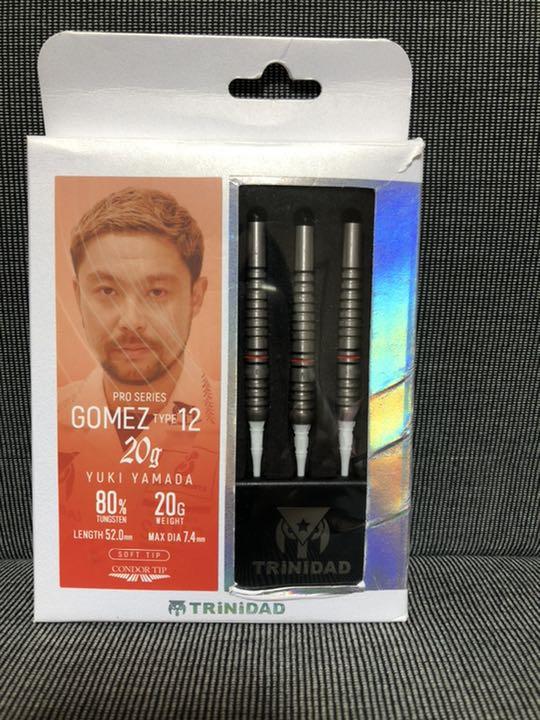 PRO SERIES
GOMEZ TYPE 12
20g
YUKI YAMADA
80% TUNGSTEN
20G WEIGHT
LENGTH 52.0mm MAX DIA 7.4mm
SOFT TIP
CONDOR TIP
TRiNiDAD
TRiNiDAD